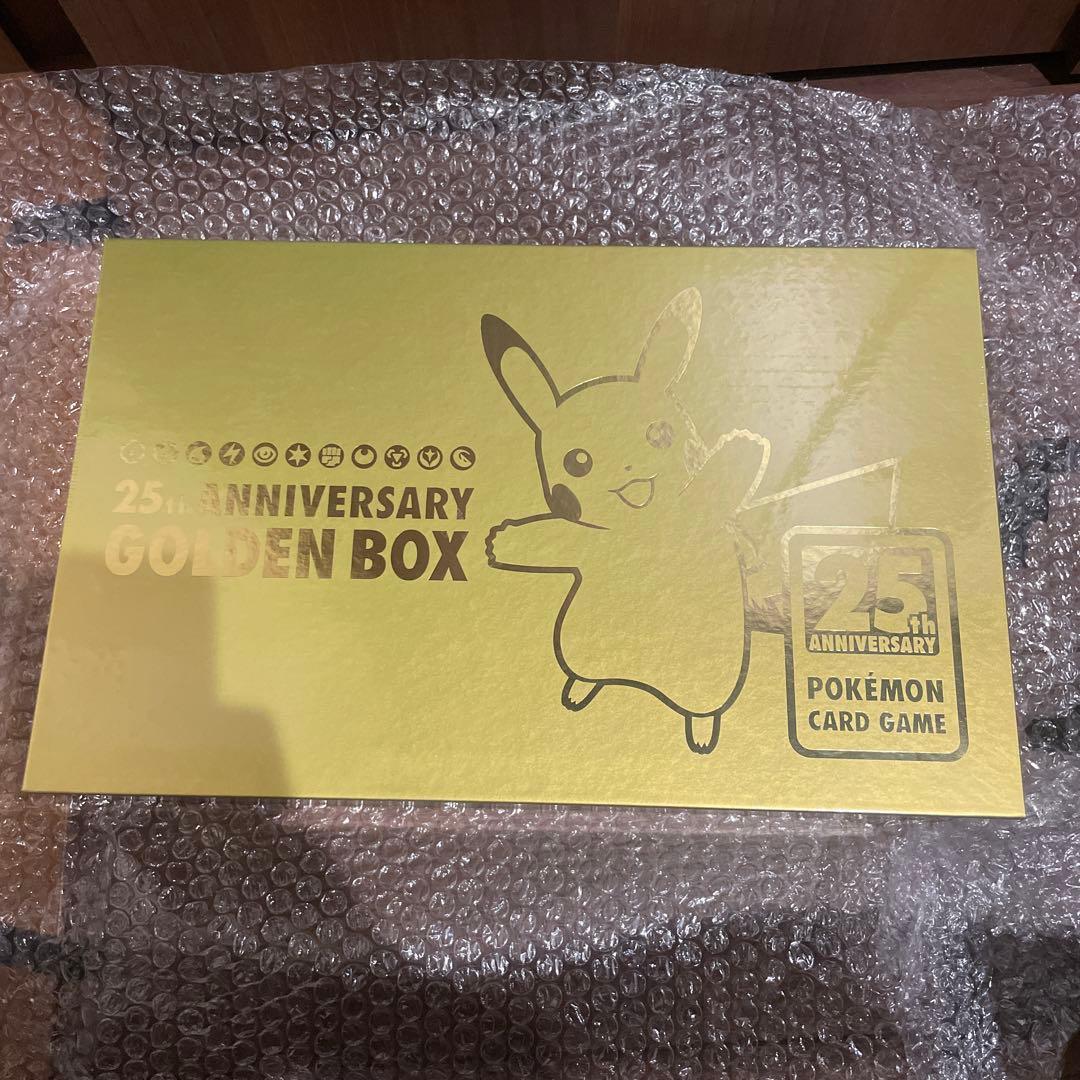 25th ANNIVERSARY
GOLDEN BOX
25th
ANNIVERSARY
POKÉMON
CARD GAME